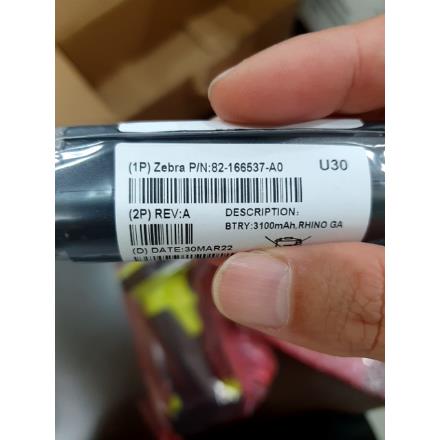 (1P) Zebra P/N:82-166537-A0 U30
(2P) REV:A DESCRIPTION:
BTRY:3100mAh,RHINO GA
(D) DATE:30MAR22